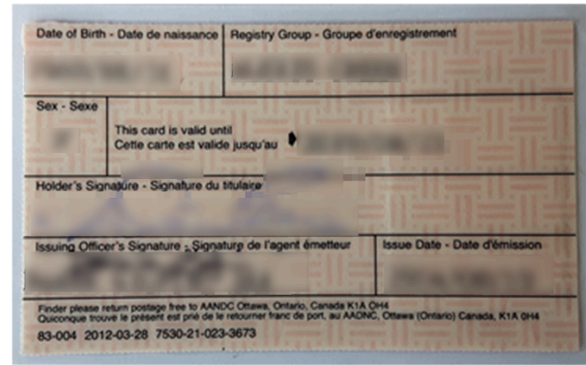 Date of Birth - Date de naissance
Registry Group - Groupe d'enregistrement
Sex - Sexe
This card is valid until
Cette carte est valide jusqu'au
Holder's Signature - Signature du titulaire
Issuing Officer's Signature - Signature de l'agent émetteur
Issue Date - Date d'émission
Finder please return postage free to AANDC Ottawa, Ontario, Canada K1A 0H4
Quiconque trouve le présent est prié de le retourner franc de port, au AADNC, Ottawa (Ontario) Canada, K1A 0H4
83-004 2012-03-28 7530-21-023-3673